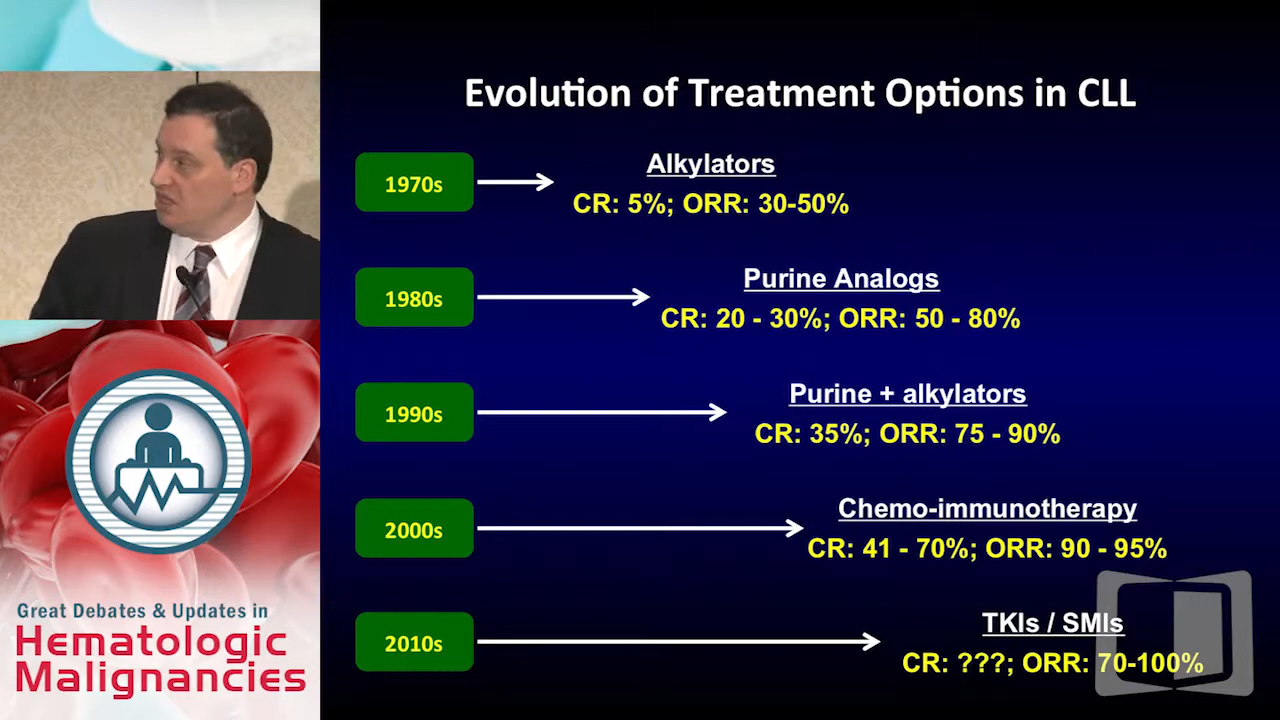 Evolution of Treatment Options in CLL
1970s
Alkylators
CR: 5%; ORR: 30-50%
1980s
Purine Analogs
CR: 20 - 30%; ORR: 50 - 80%
1990s
Purine + alkylators
CR: 35%; ORR: 75 - 90%
2000s
Chemo-immunotherapy
CR: 41 - 70%; ORR: 90 - 95%
2010s
TKIs / SMIs
CR: ???; ORR: 70-100%
Great Debates & Updates in
Hematologic
Malignancies